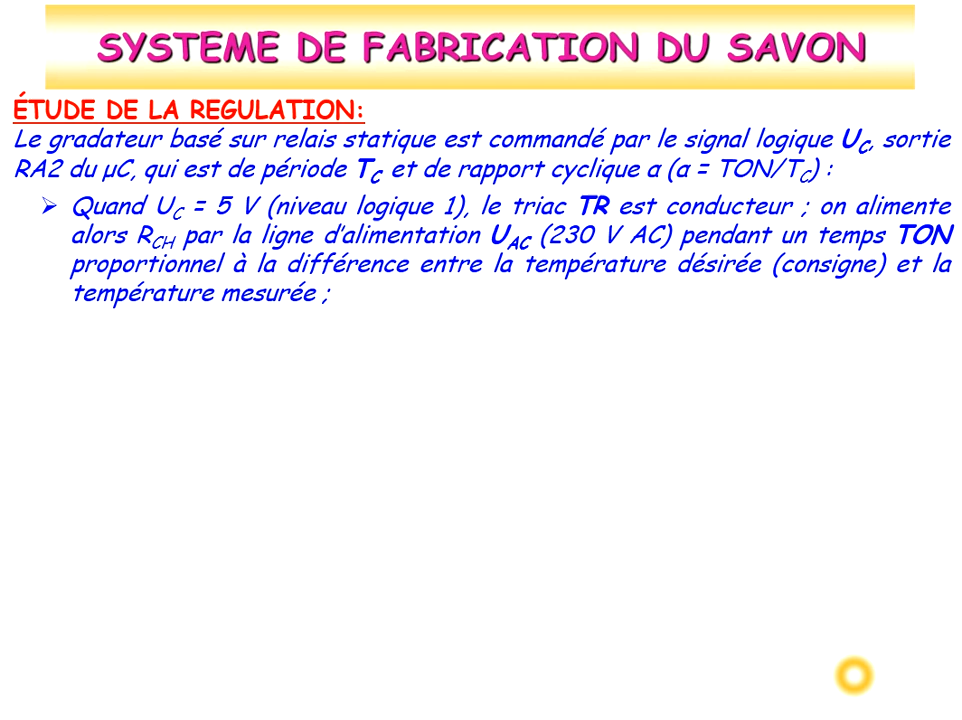 SYSTEME DE FABRICATION DU SAVON
ÉTUDE DE LA REGULATION:
Le gradateur basé sur relais statique est commandé par le signal logique UC, sortie
RA2 du µC, qui est de période TC et de rapport cyclique α (α = TON/TC) :
➢ Quand UC = 5 V (niveau logique 1), le triac TR est conducteur ; on alimente
alors RCH par la ligne d’alimentation UAC (230 V AC) pendant un temps TON
proportionnel à la différence entre la température désirée (consigne) et la
température mesurée ;